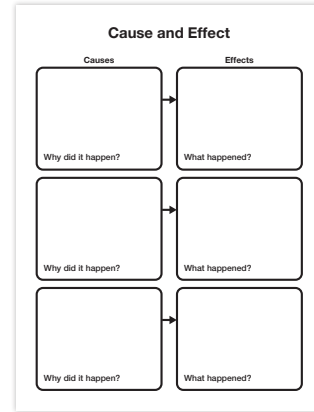 Cause and Effect
Causes Effects
Why did it happen? What happened?
Why did it happen? What happened?
Why did it happen? What happened?